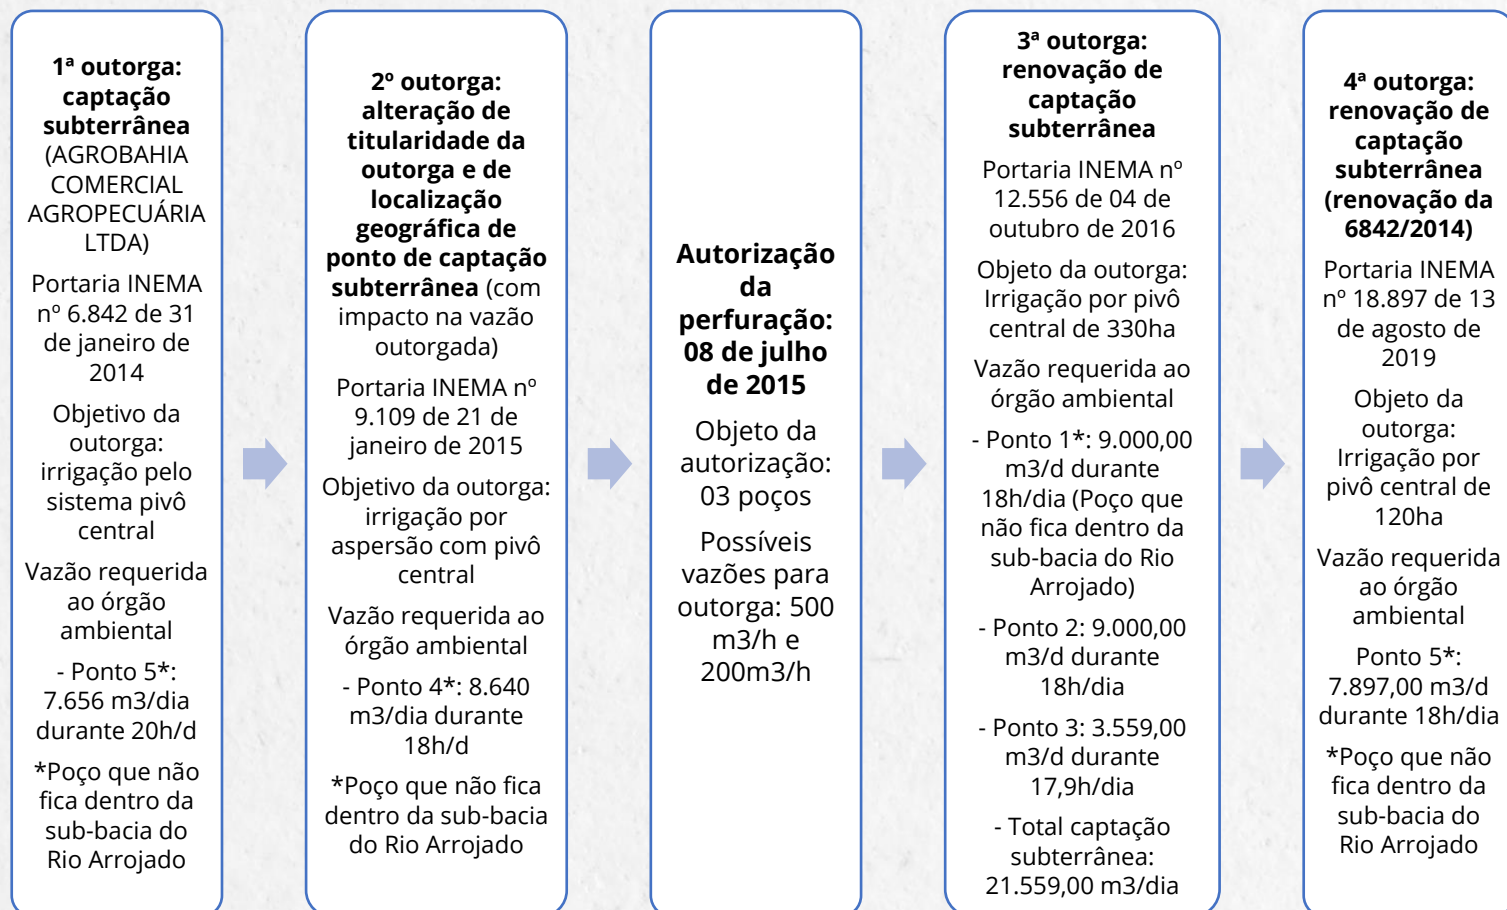 1ª outorga:
captação
subterrânea
(AGROBAHIA
COMERCIAL
AGROPECUÁRIA
LTDA)
Portaria INEMA
nº 6.842 de 31
de janeiro de
2014
Objetivo da
outorga:
irrigação pelo
sistema pivô
central
Vazão requerida
ao órgão
ambiental
- Ponto 5*:
7.656 m3/dia
durante 20h/d
*Poço que não
fica dentro da
sub-bacia do
Rio Arrojado
2º outorga:
alteração de
titularidade da
outorga e de
localização
geográfica de
ponto de captação
subterrânea (com
impacto na vazão
outorgada)
Portaria INEMA nº
9.109 de 21 de
janeiro de 2015
Objetivo da outorga:
irrigação por
aspersão com pivô
central
Vazão requerida ao
órgão ambiental
- Ponto 4*: 8.640
m3/dia durante
18h/d
*Poço que não fica
dentro da sub-bacia
do Rio Arrojado
Autorização
da
perfuração:
08 de julho
de 2015
Objeto da
autorização:
03 poços
Possíveis
vazões para
outorga: 500
m3/h e
200m3/h
3ª outorga:
renovação de
captação
subterrânea
Portaria INEMA nº
12.556 de 04 de
outubro de 2016
Objeto da outorga:
Irrigação por pivô
central de 330ha
Vazão requerida ao
órgão ambiental
- Ponto 1*: 9.000,00
m3/d durante
18h/dia (Poço que
não fica dentro da
sub-bacia do Rio
Arrojado)
- Ponto 2: 9.000,00
m3/d durante
18h/dia
- Ponto 3: 3.559,00
m3/d durante
17,9h/dia
- Total captação
subterrânea:
21.559,00 m3/dia
4ª outorga:
renovação de
captação
subterrânea
(renovação da
6842/2014)
Portaria INEMA
nº 18.897 de 13
de agosto de
2019
Objeto da
outorga:
Irrigação por
pivô central de
120ha
Vazão requerida
ao órgão
ambiental
Ponto 5*:
7.897,00 m3/d
durante 18h/dia
*Poço que não
fica dentro da
sub-bacia do
Rio Arrojado